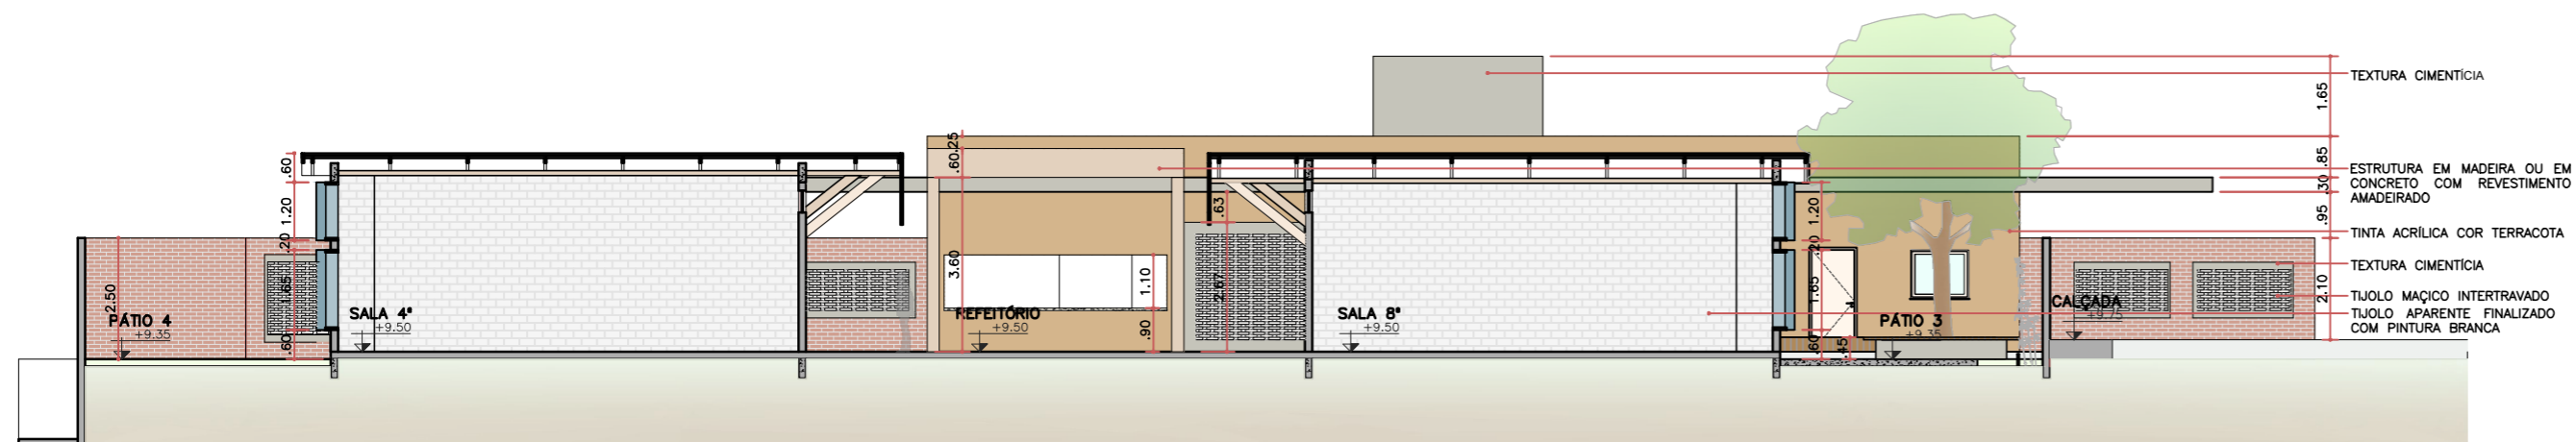 TEXTURA CIMENTÍCIA
1.65
.25
.60
.60
.85
ESTRUTURA EM MADEIRA OU EM
CONCRETO COM REVESTIMENTO
AMADEIRADO
.30
1.20
.63
1.20
.95
TINTA ACRÍLICA COR TERRACOTA
.20
.20
TEXTURA CIMENTÍCIA
3.60
1.10
2.67
2.50
1.65
1.65
2.10
TIJOLO MAÇICO INTERTRAVADO
TIJOLO APARENTE FINALIZADO
COM PINTURA BRANCA
PÁTIO 4
+9.35
SALA 4ª
+9.50
REFEITÓRIO
+9.50
SALA 8ª
+9.50
PÁTIO 3
+9.35
CALÇADA
+9.75
.60
.90
.60
.45